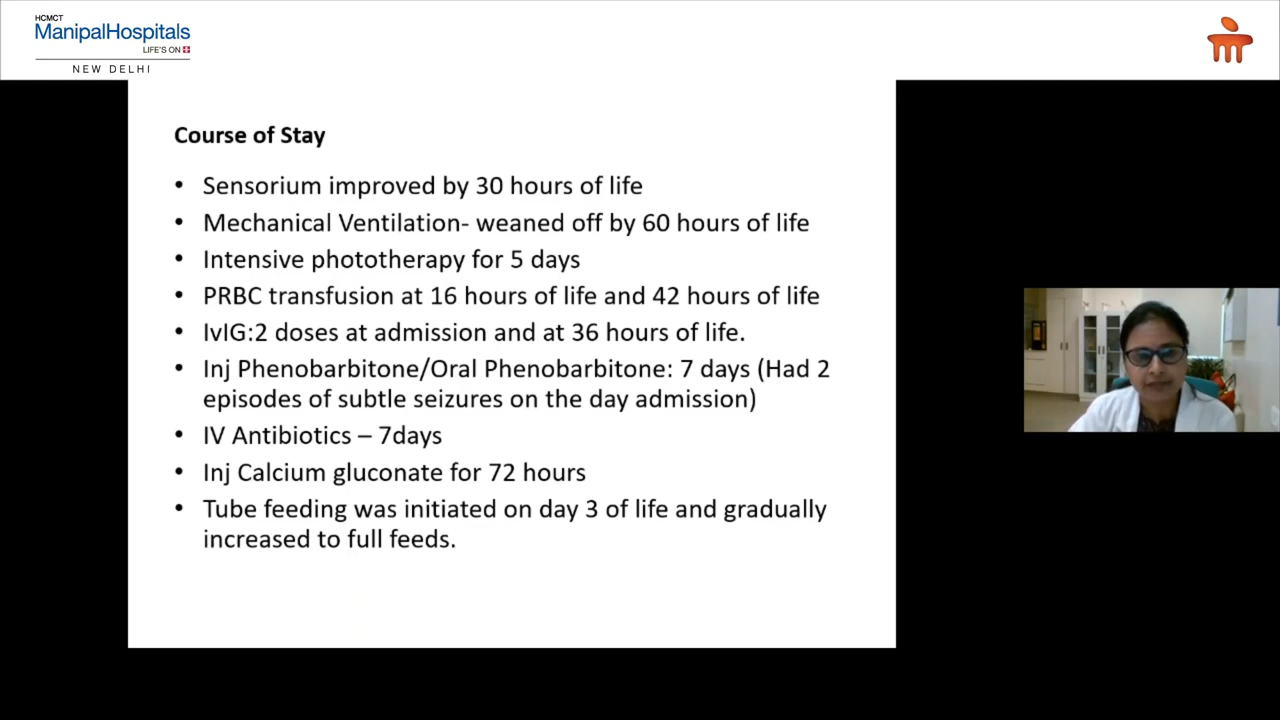 HCMCT
ManipalHospitals
LIFE'S ON
NEW DELHI
Course of Stay
• Sensorium improved by 30 hours of life
• Mechanical Ventilation- weaned off by 60 hours of life
• Intensive phototherapy for 5 days
• PRBC transfusion at 16 hours of life and 42 hours of life
• IvIG:2 doses at admission and at 36 hours of life.
• Inj Phenobarbitone/Oral Phenobarbitone: 7 days (Had 2
episodes of subtle seizures on the day admission)
• IV Antibiotics – 7days
• Inj Calcium gluconate for 72 hours
• Tube feeding was initiated on day 3 of life and gradually
increased to full feeds.